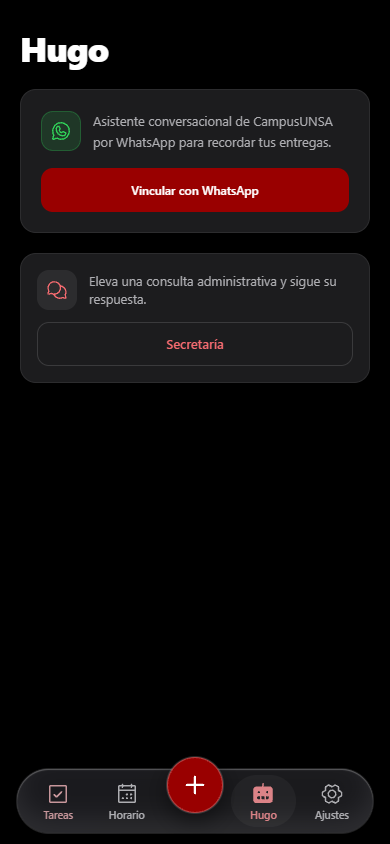 Hugo
Asistente conversacional de CampusUNSA
por WhatsApp para recordar tus entregas.
Vincular con WhatsApp
Eleva una consulta administrativa y sigue su
respuesta.
Secretaría
Tareas
Horario
Hugo
Ajustes